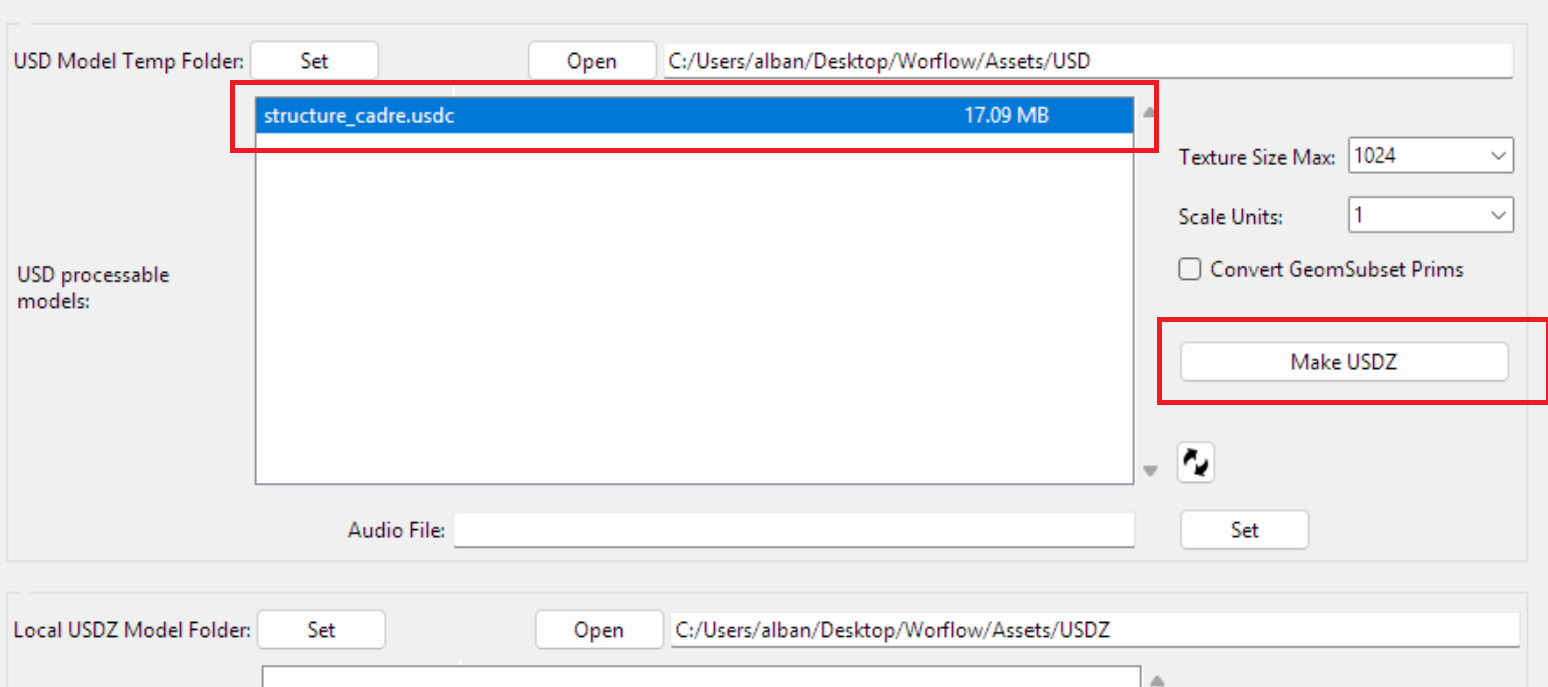 USD Model Temp Folder: Set Open C:/Users/alban/Desktop/Worflow/Assets/USD
structure_cadre.usdc 17.09 MB
Texture Size Max: 1024
Scale Units: 1
Convert GeomSubset Prims
USD processable
models:
Make USDZ
Audio File: Set
Local USDZ Model Folder: Set Open C:/Users/alban/Desktop/Worflow/Assets/USDZ